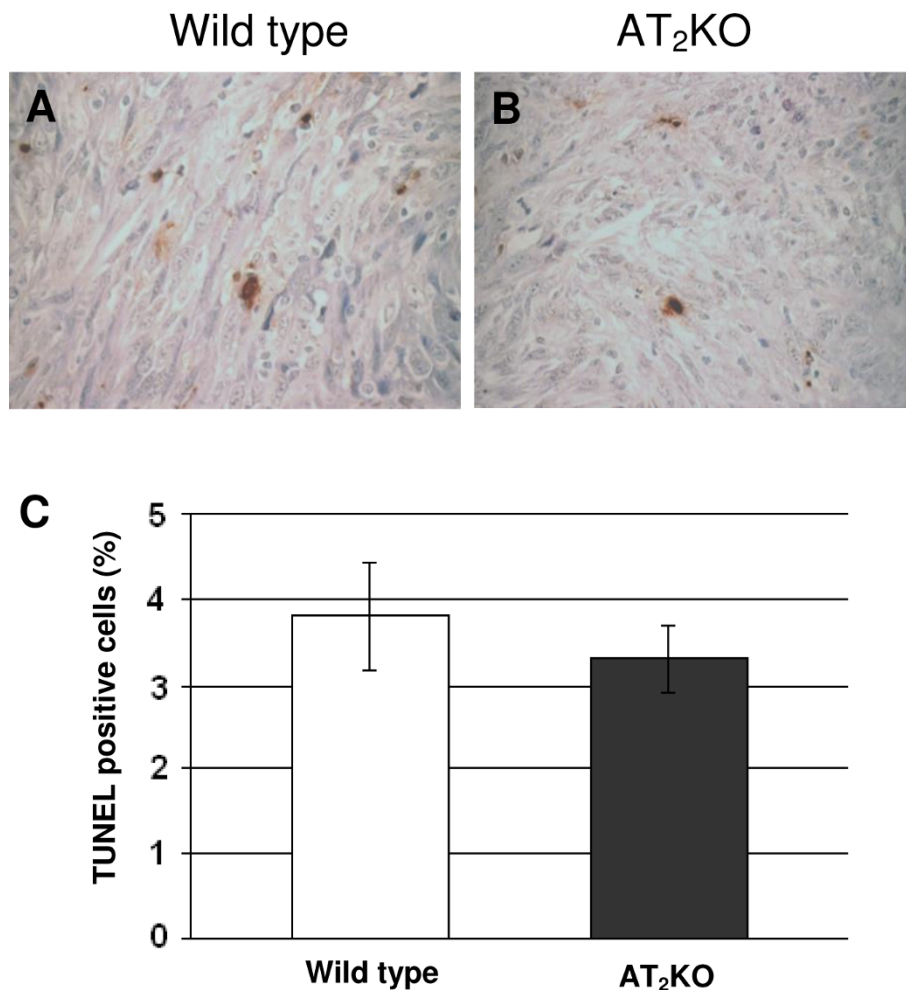 Wild type
AT₂KO
A
B
C
TUNEL positive cells (%)
5
4
3
2
1
0
Wild type
AT₂KO